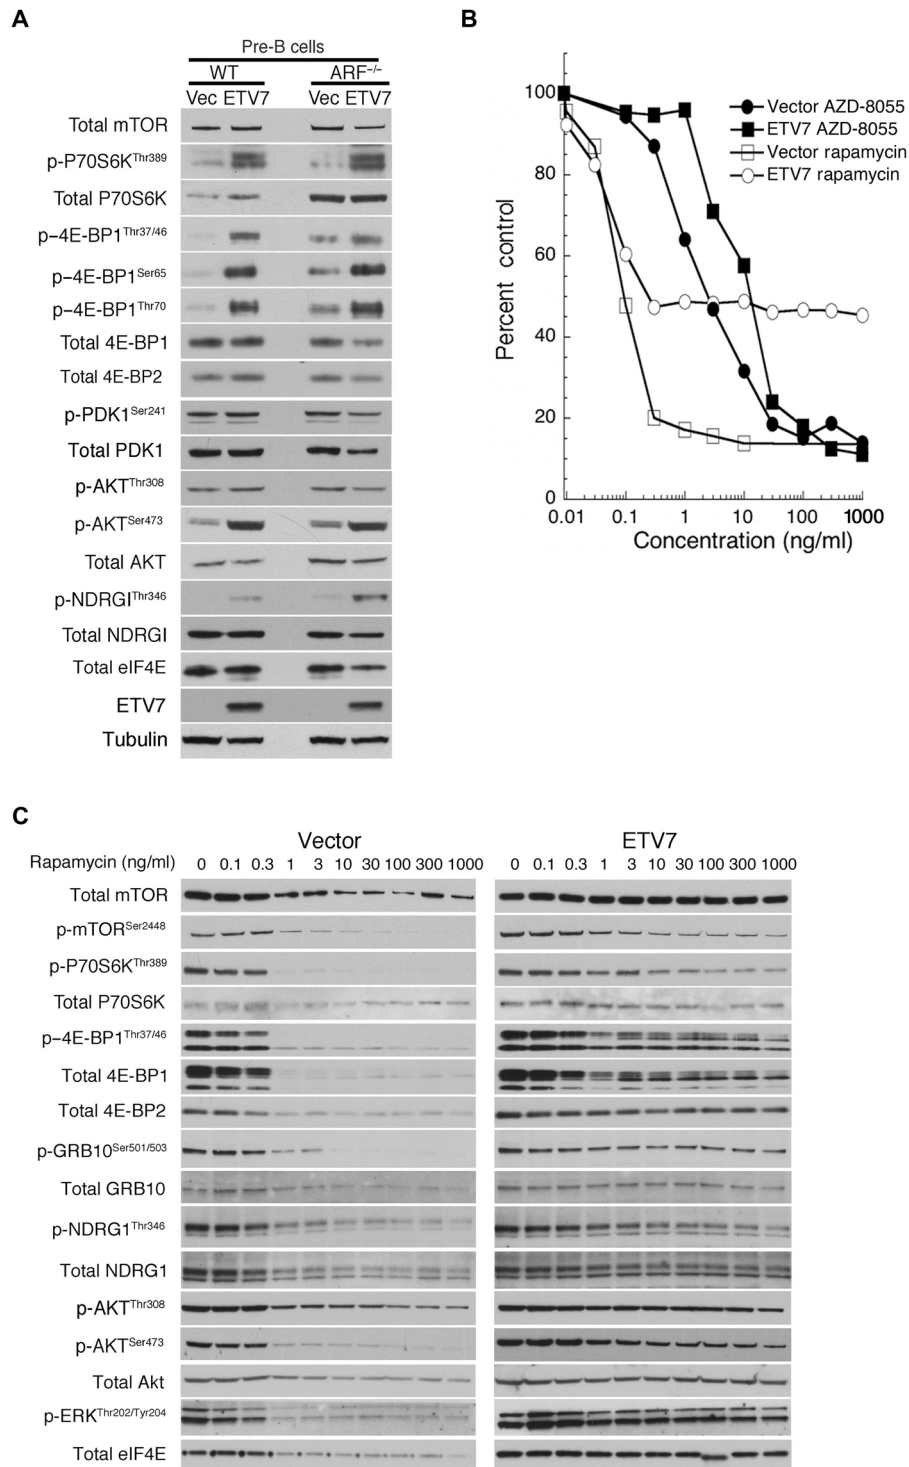 A
Pre-B cells
WT ARF–/–
Vec ETV7 Vec ETV7
Total mTOR
p-P70S6KThr389
Total P70S6K
p–4E-BP1Thr37/46
p–4E-BP1Ser65
p–4E-BP1Thr70
Total 4E-BP1
Total 4E-BP2
p-PDK1Ser241
Total PDK1
p-AKTThr308
p-AKTSer473
Total AKT
p-NDRGIThr346
Total NDRGI
Total eIF4E
ETV7
Tubulin
B
Percent control
100
80
60
40
20
0
0.01 0.1 1 10 100 1000
Concentration (ng/ml)
Vector AZD-8055
ETV7 AZD-8055
Vector rapamycin
ETV7 rapamycin
C
Vector ETV7
Rapamycin (ng/ml) 0 0.1 0.3 1 3 10 30 100 300 1000 0 0.1 0.3 1 3 10 30 100 300 1000
Total mTOR
p-mTORSer2448
p-P70S6KThr389
Total P70S6K
p–4E-BP1Thr37/46
Total 4E-BP1
Total 4E-BP2
p-GRB10Ser501/503
Total GRB10
p-NDRG1Thr346
Total NDRG1
p-AKTThr308
p-AKTSer473
Total Akt
p-ERKThr202/Tyr204
Total eIF4E